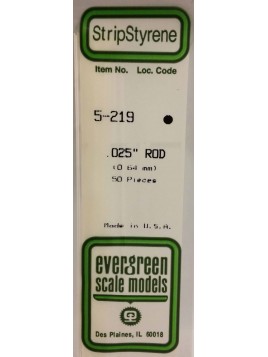 StripStyrene
Item No. Loc. Code
5-219
.025" ROD
(0.64 mm)
50 Pieces
Made in U.S.A.
evergreen
scale models
Des Plaines, IL 60018